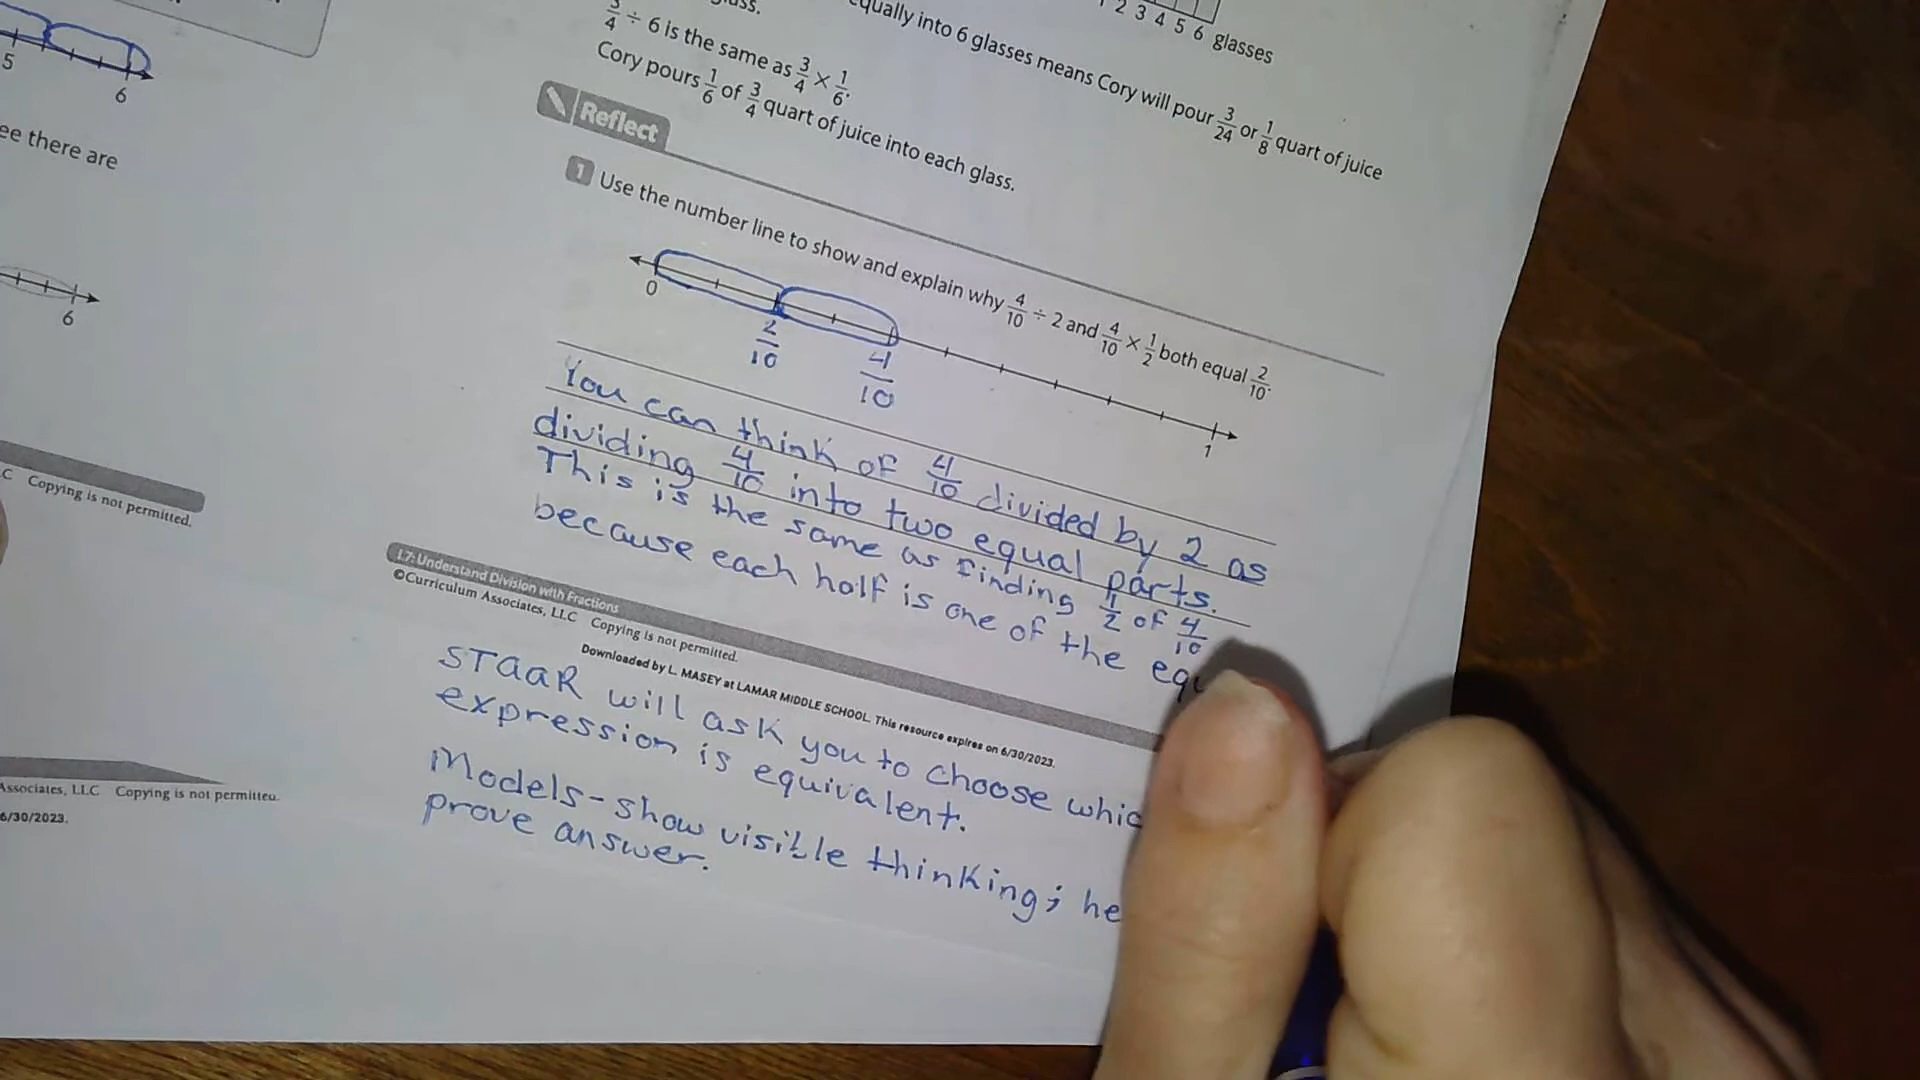 5
6
ee there are
6
C Copying is not permitted.
Associates, LLC Copying is not permitted.
6/30/2023.
1 2 3 4 5 6 glasses
equally into 6 glasses means Cory will pour 3/24 or 1/8 quart of juice
3/4 ÷ 6 is the same as 3/4 × 1/6.
Cory pours 1/6 of 3/4 quart of juice into each glass.
Reflect
1 Use the number line to show and explain why 4/10 ÷ 2 and 4/10 × 1/2 both equal 2/10.
0 2/10 4/10 1
You can think of 4/10 divided by 2 as
dividing 4/10 into two equal parts.
This is the same as finding 1/2 of 4/10
because each half is one of the equ
L7: Understand Division with Fractions
©Curriculum Associates, LLC Copying is not permitted.
Downloaded by L. MASEY at LAMAR MIDDLE SCHOOL. This resource expires on 6/30/2023.
STAAR will ask you to choose whic
expression is equivalent.
Models-show visible thinking; he
prove answer.